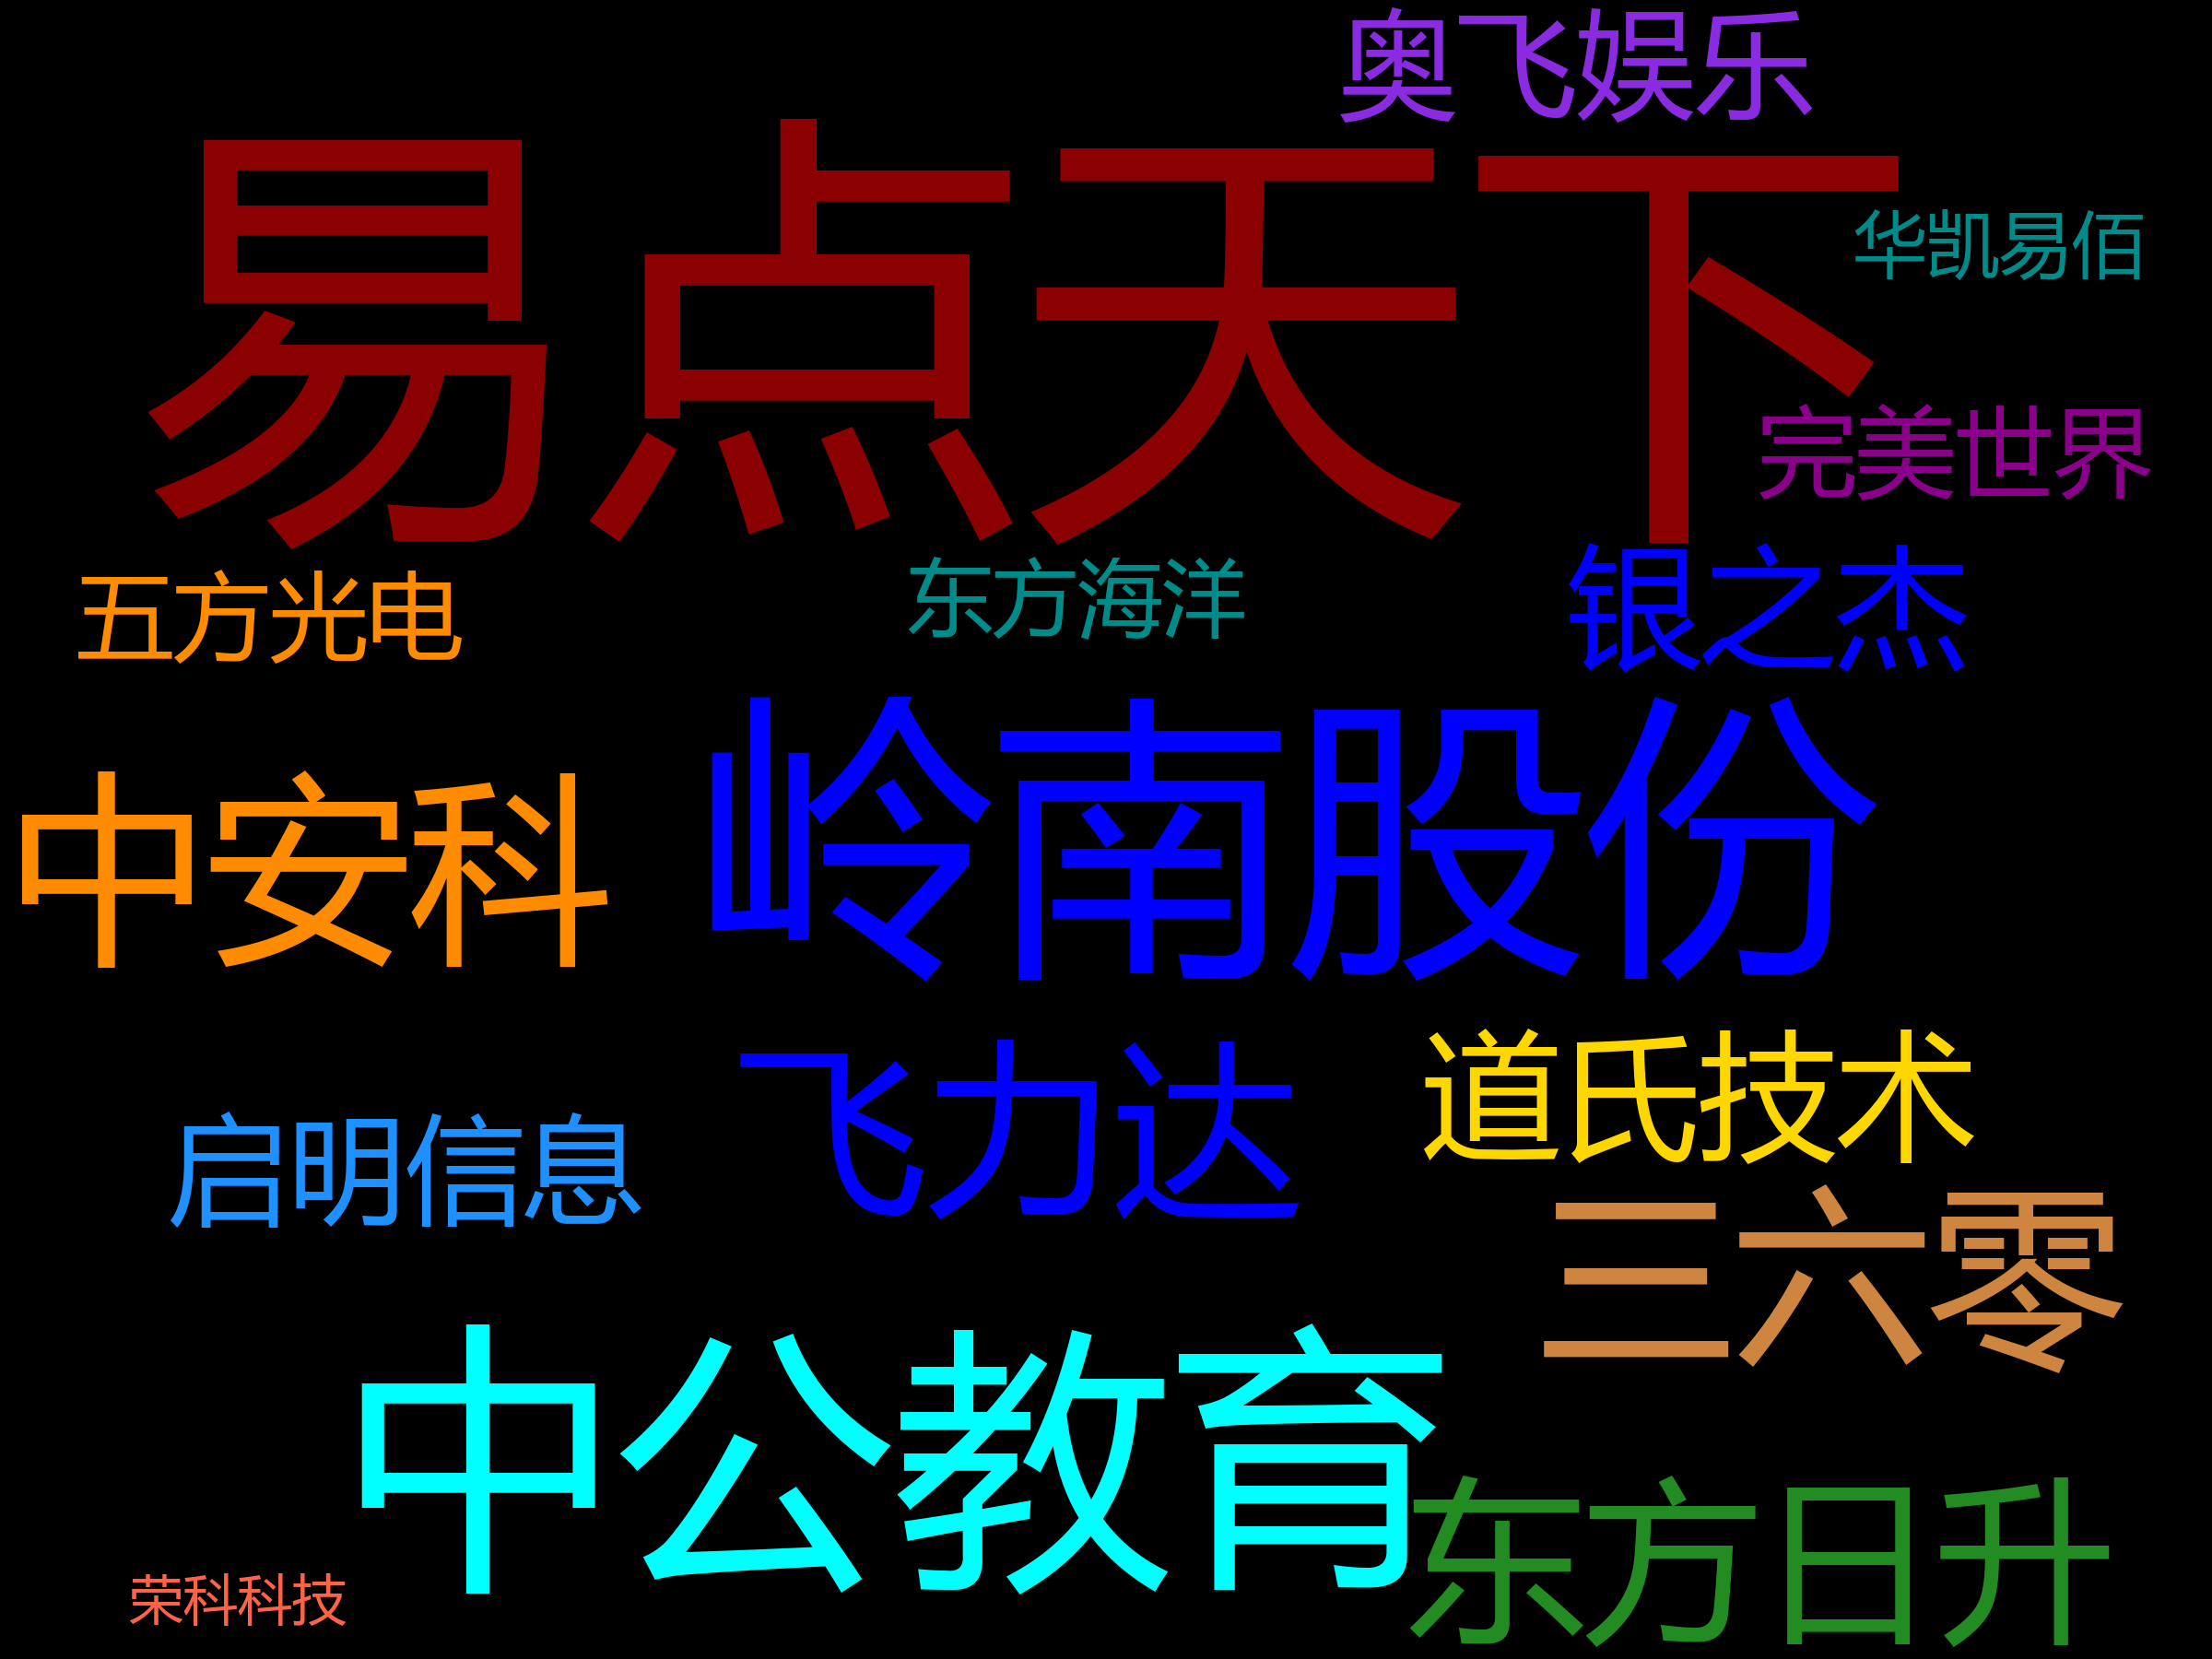 奥飞娱乐
易点天下
华凯易佰
完美世界
五方光电
东方海洋
银之杰
中安科
岭南股份
飞力达
道氏技术
启明信息
三六零
中公教育
东方日升
荣科科技